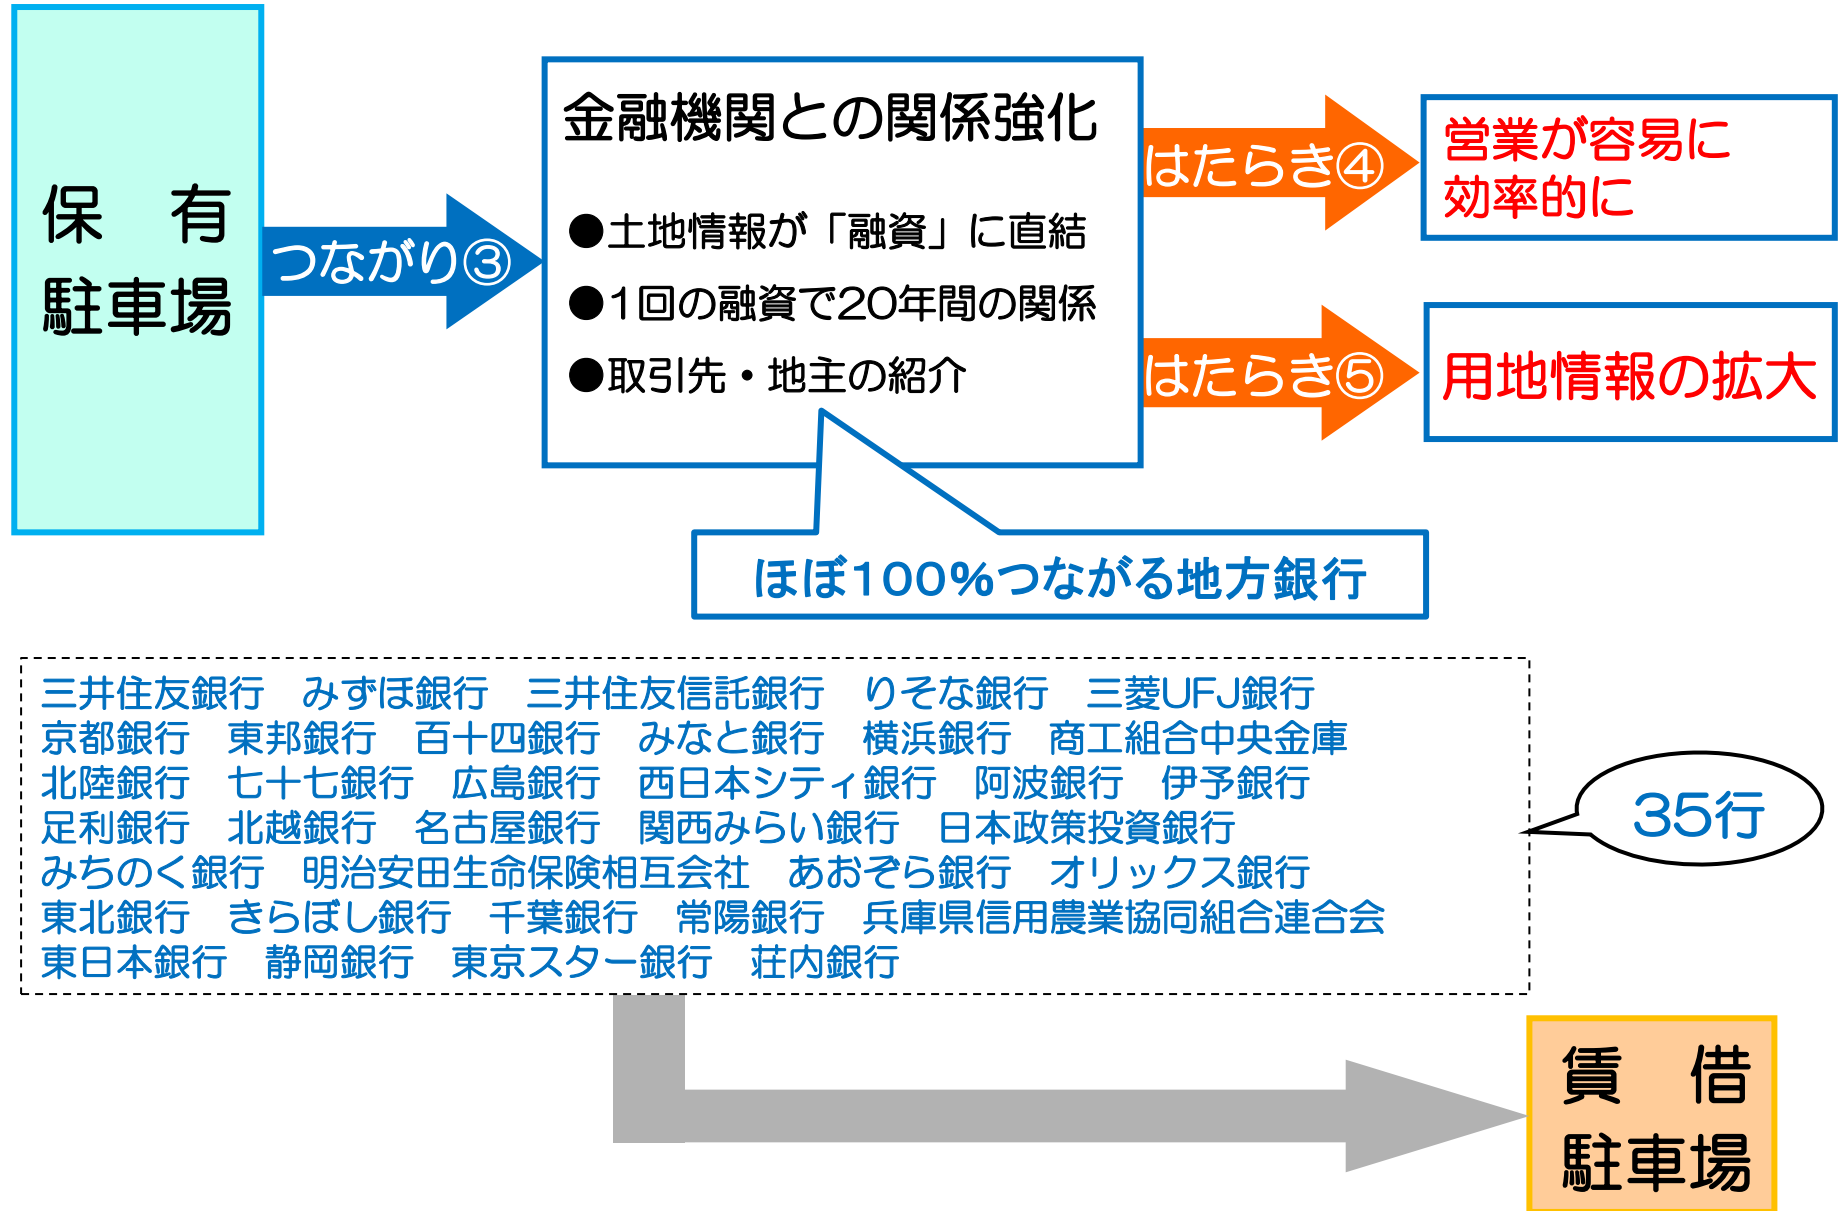 保　有
駐車場
つながり③
金融機関との関係強化
●土地情報が「融資」に直結
●1回の融資で20年間の関係
●取引先・地主の紹介
はたらき④
営業が容易に
効率的に
はたらき⑤
用地情報の拡大
ほぼ100%つながる地方銀行
三井住友銀行　みずほ銀行　三井住友信託銀行　りそな銀行　三菱UFJ銀行
京都銀行　東邦銀行　百十四銀行　みなと銀行　横浜銀行　商工組合中央金庫
北陸銀行　七十七銀行　広島銀行　西日本シティ銀行　阿波銀行　伊予銀行
足利銀行　北越銀行　名古屋銀行　関西みらい銀行　日本政策投資銀行
みちのく銀行　明治安田生命保険相互会社　あおぞら銀行　オリックス銀行
東北銀行　きらぼし銀行　千葉銀行　常陽銀行　兵庫県信用農業協同組合連合会
東日本銀行　静岡銀行　東京スター銀行　荘内銀行
35行
賃　借
駐車場